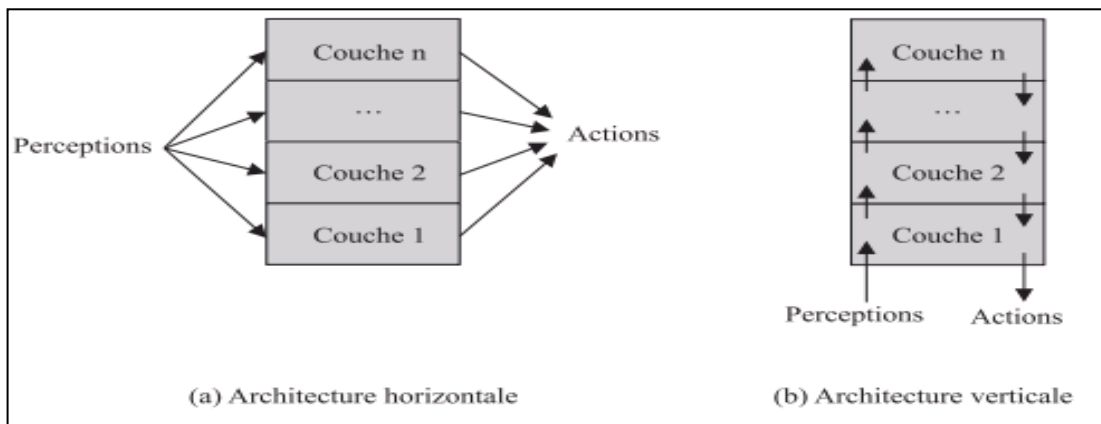 Couche n
...
Couche 2
Couche 1
Perceptions
Actions
(a) Architecture horizontale
Couche n
...
Couche 2
Couche 1
Perceptions
Actions
(b) Architecture verticale